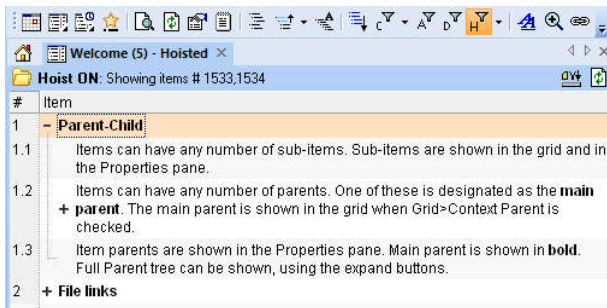 Welcome (5) - Hoisted
Hoist ON: Showing items # 1533,1534
# Item
1 Parent-Child
1.1 Items can have any number of sub-items. Sub-items are shown in the grid and in
the Properties pane.
1.2 Items can have any number of parents. One of these is designated as the main
parent. The main parent is shown in the grid when Grid>Context Parent is
checked.
1.3 Item parents are shown in the Properties pane. Main parent is shown in bold.
Full Parent tree can be shown, using the expand buttons.
2 File links